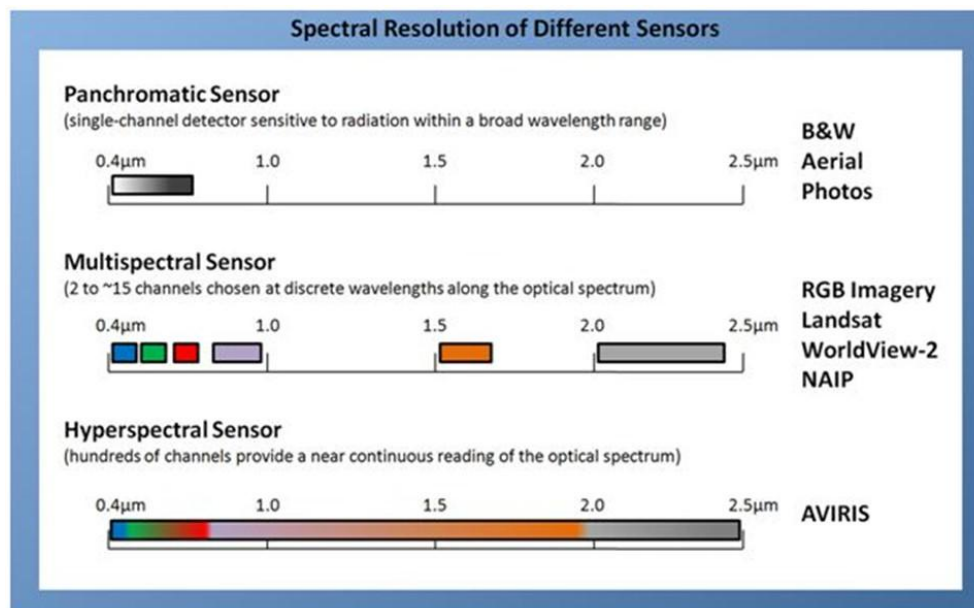 Spectral Resolution of Different Sensors
Panchromatic Sensor
(single-channel detector sensitive to radiation within a broad wavelength range)
0.4µm 1.0 1.5 2.0 2.5µm
B&W
Aerial
Photos
Multispectral Sensor
(2 to ~15 channels chosen at discrete wavelengths along the optical spectrum)
0.4µm 1.0 1.5 2.0 2.5µm
RGB Imagery
Landsat
WorldView-2
NAIP
Hyperspectral Sensor
(hundreds of channels provide a near continuous reading of the optical spectrum)
0.4µm 1.0 1.5 2.0 2.5µm
AVIRIS